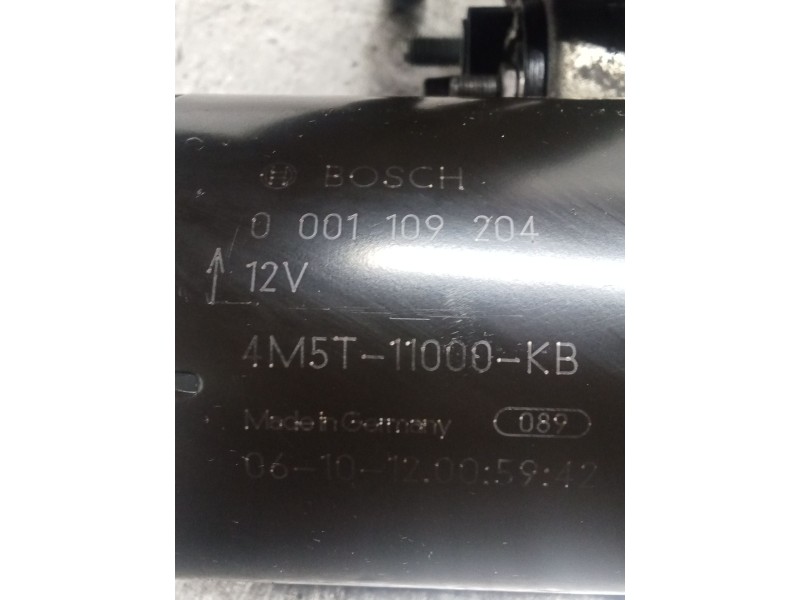 BOSCH
0 001 109 204
12V
4M5T-11000-KB
Made in Germany 089
06-10-12.00:59:42